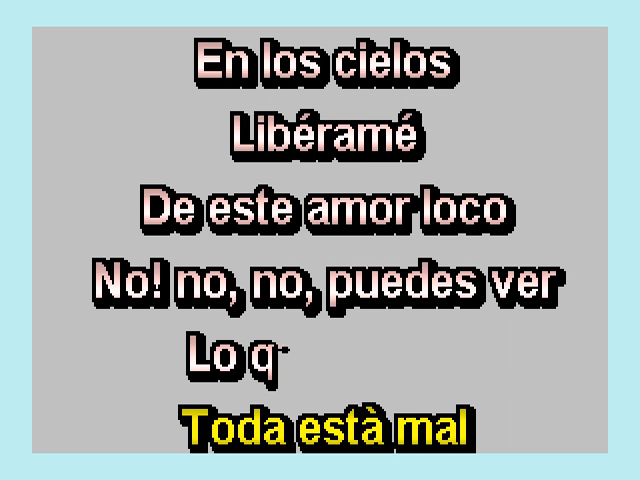 En los cielos
Libéramé
De este amor loco
No! no, no, puedes ver
Lo
Toda està mal